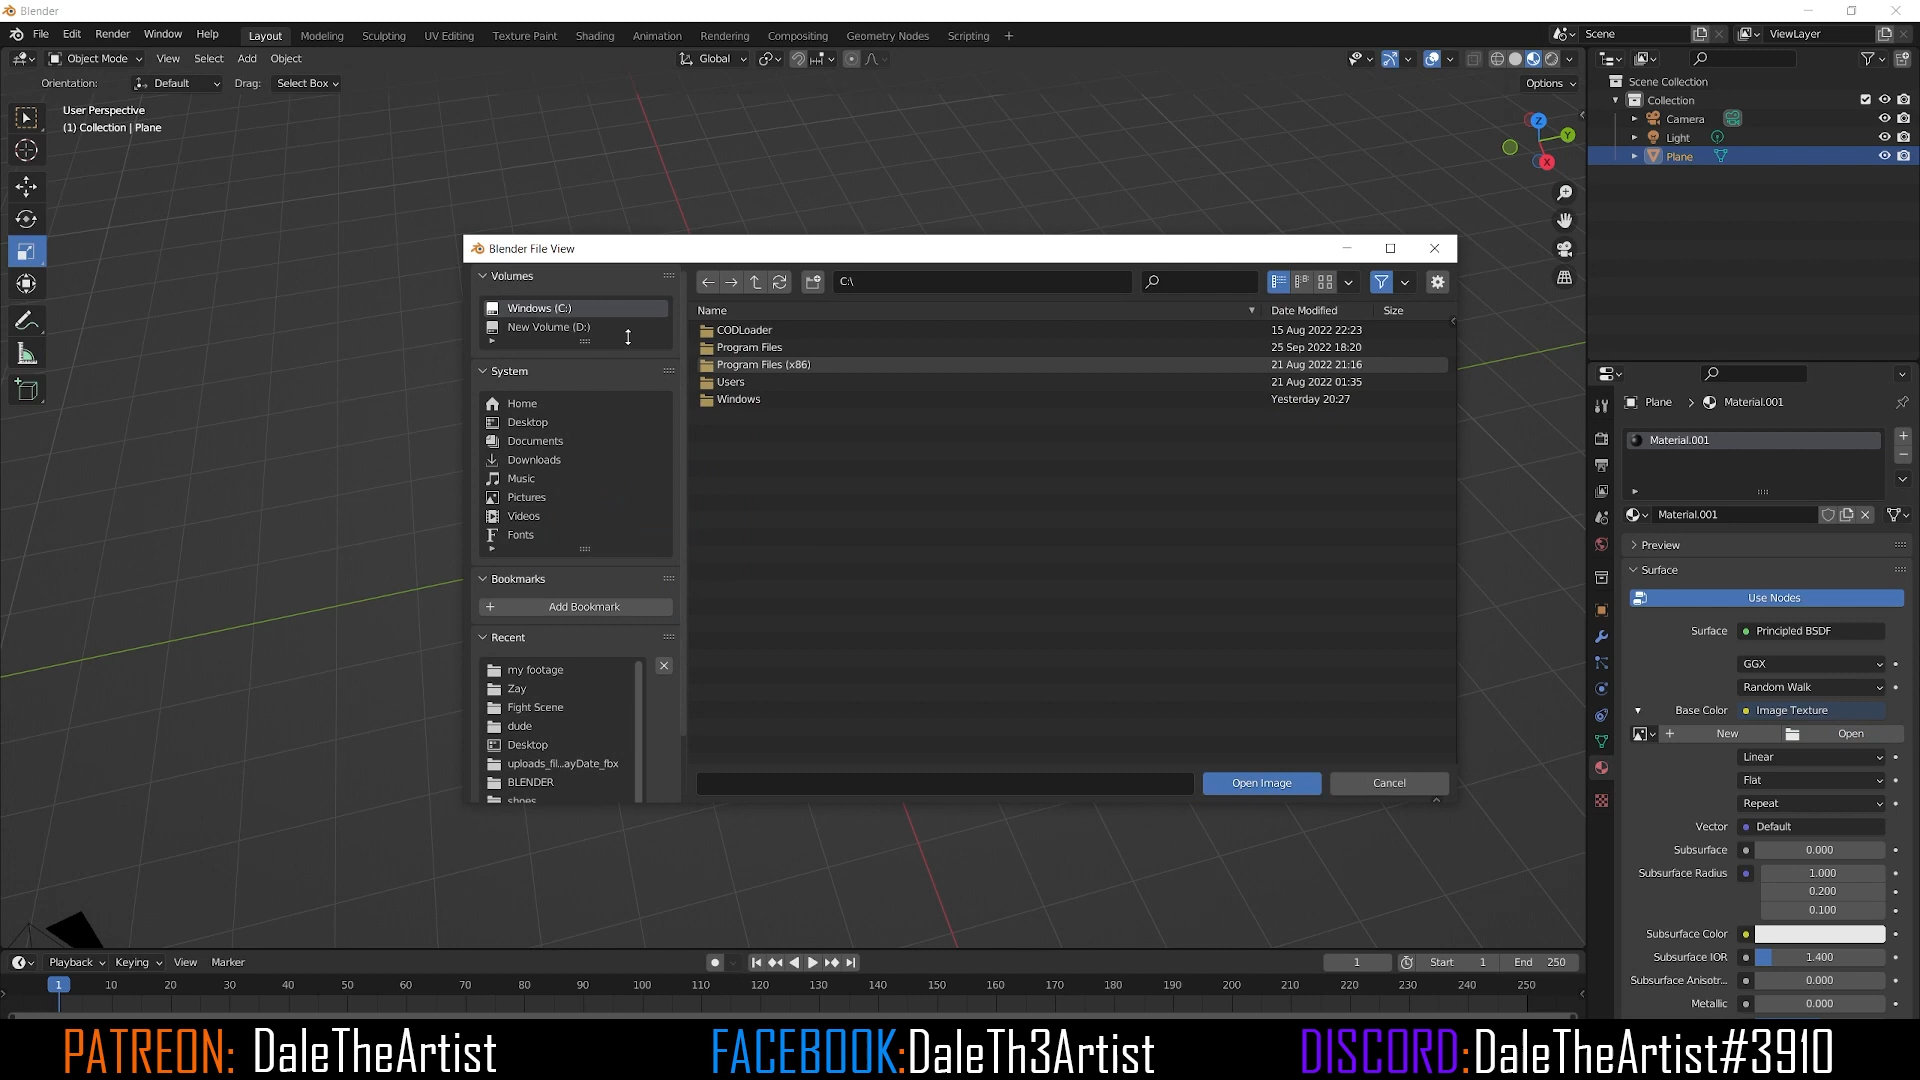 Blender
File Edit Render Window Help Layout Modeling Sculpting UV Editing Texture Paint Shading Animation Rendering Compositing Geometry Nodes Scripting + Scene ViewLayer
Object Mode View Select Add Object Global
Orientation: Default Drag: Select Box Options
User Perspective
(1) Collection | Plane
Z
Y
X
Scene Collection
Collection
Camera
Light
Plane
Blender File View
Volumes
Windows (C:)
New Volume (D:)
System
Home
Desktop
Documents
Downloads
Music
Pictures
Videos
Fonts
Bookmarks
+ Add Bookmark
Recent
my footage
Zay
Fight Scene
dude
Desktop
uploads_fil...ayDate_fbx
BLENDER
shoes
C:\
Name Date Modified Size
CODLoader 15 Aug 2022 22:23
Program Files 25 Sep 2022 18:20
Program Files (x86) 21 Aug 2022 21:16
Users 21 Aug 2022 01:35
Windows Yesterday 20:27
Open Image Cancel
Plane Material.001
Material.001
Material.001
Preview
Surface
Use Nodes
Surface Principled BSDF
GGX
Random Walk
Base Color Image Texture
+ New Open
Linear
Flat
Repeat
Vector Default
Subsurface 0.000
Subsurface Radius 1.000
0.200
0.100
Subsurface Color
Subsurface IOR 1.400
Subsurface Anisotr... 0.000
Metallic 0.000
Playback Keying View Marker 1 Start 1 End 250
1 10 20 30 40 50 60 70 80 90 100 110 120 130 140 150 160 170 180 190 200 210 220 230 240 250
PATREON: DaleTheArtist FACEBOOK:DaleTh3Artist DISCORD:DaleTheArtist#3910